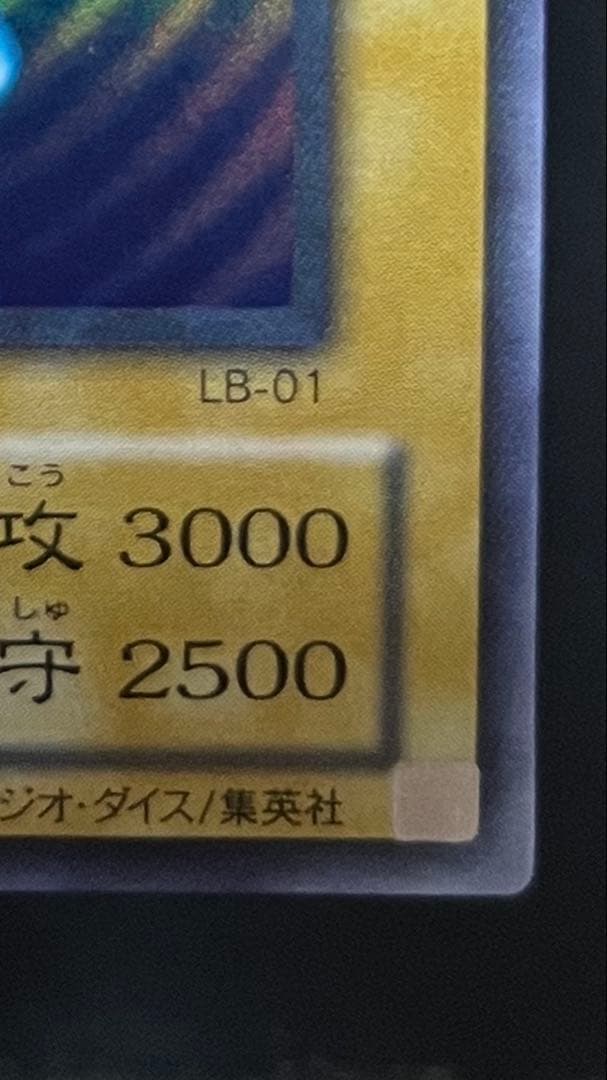 LB-01
こう
攻 3000
しゅ
守 2500
ジオ・ダイス/集英社